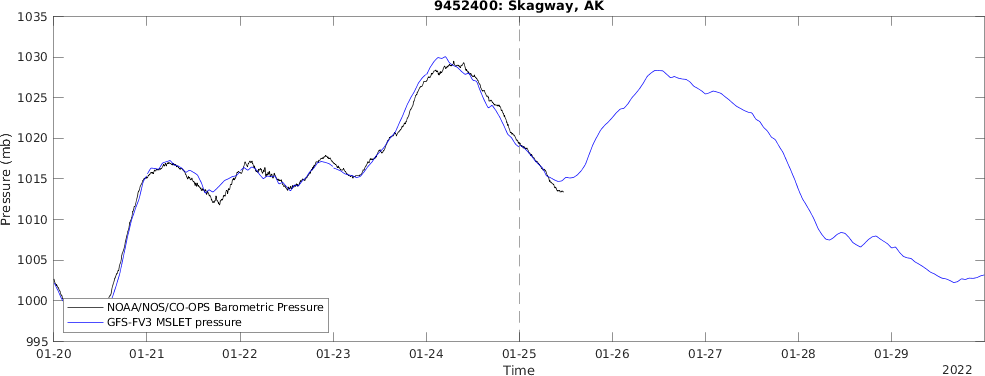 9452400: Skagway, AK
Pressure (mb)
1035
1030
1025
1020
1015
1010
1005
1000
995
NOAA/NOS/CO-OPS Barometric Pressure
GFS-FV3 MSLET pressure
01-20 01-21 01-22 01-23 01-24 01-25 01-26 01-27 01-28 01-29
Time
2022